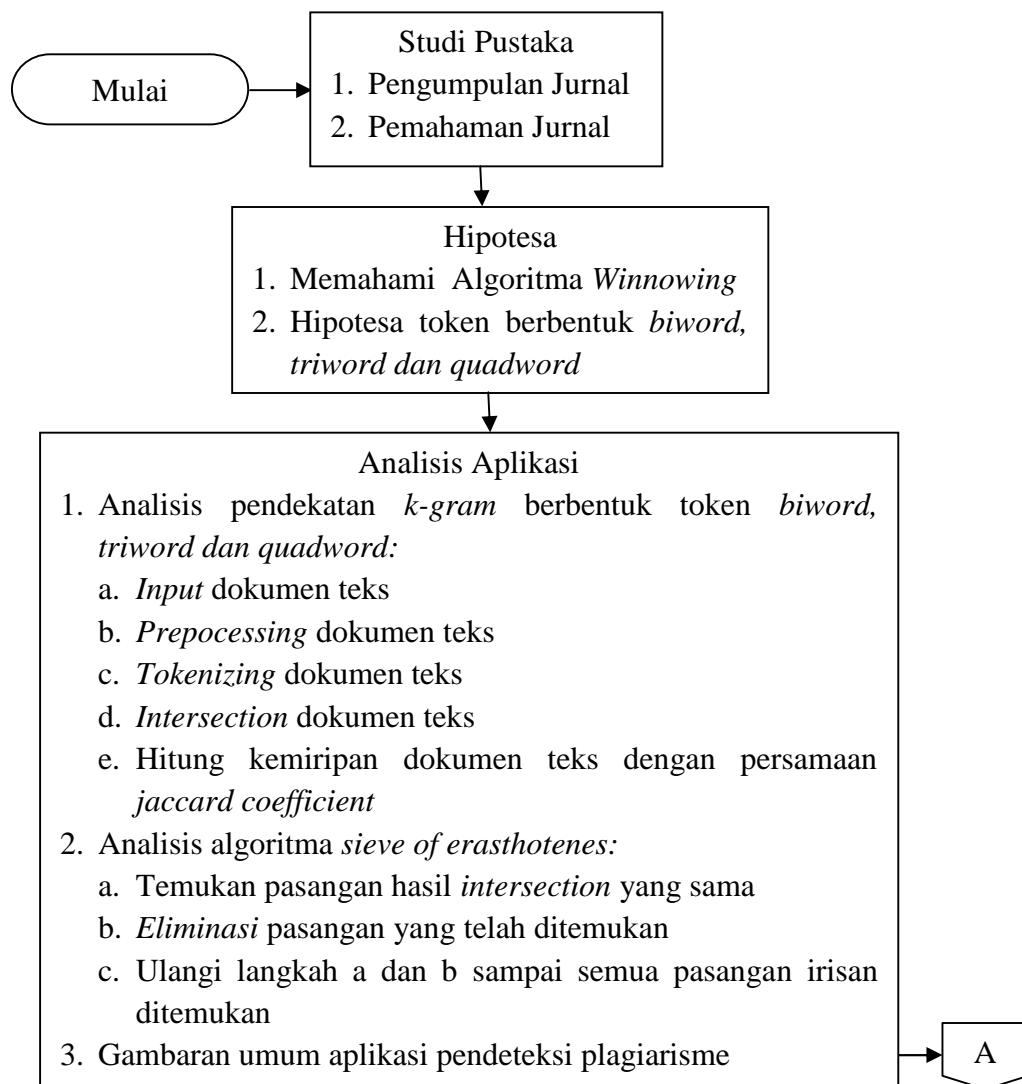 Mulai
Studi Pustaka
1. Pengumpulan Jurnal
2. Pemahaman Jurnal
Hipotesa
1. Memahami Algoritma Winnowing
2. Hipotesa token berbentuk biword,
triword dan quadword
Analisis Aplikasi
1. Analisis pendekatan k-gram berbentuk token biword,
triword dan quadword:
a. Input dokumen teks
b. Prepocessing dokumen teks
c. Tokenizing dokumen teks
d. Intersection dokumen teks
e. Hitung kemiripan dokumen teks dengan persamaan
jaccard coefficient
2. Analisis algoritma sieve of erasthotenes:
a. Temukan pasangan hasil intersection yang sama
b. Eliminasi pasangan yang telah ditemukan
c. Ulangi langkah a dan b sampai semua pasangan irisan
ditemukan
3. Gambaran umum aplikasi pendeteksi plagiarisme
A